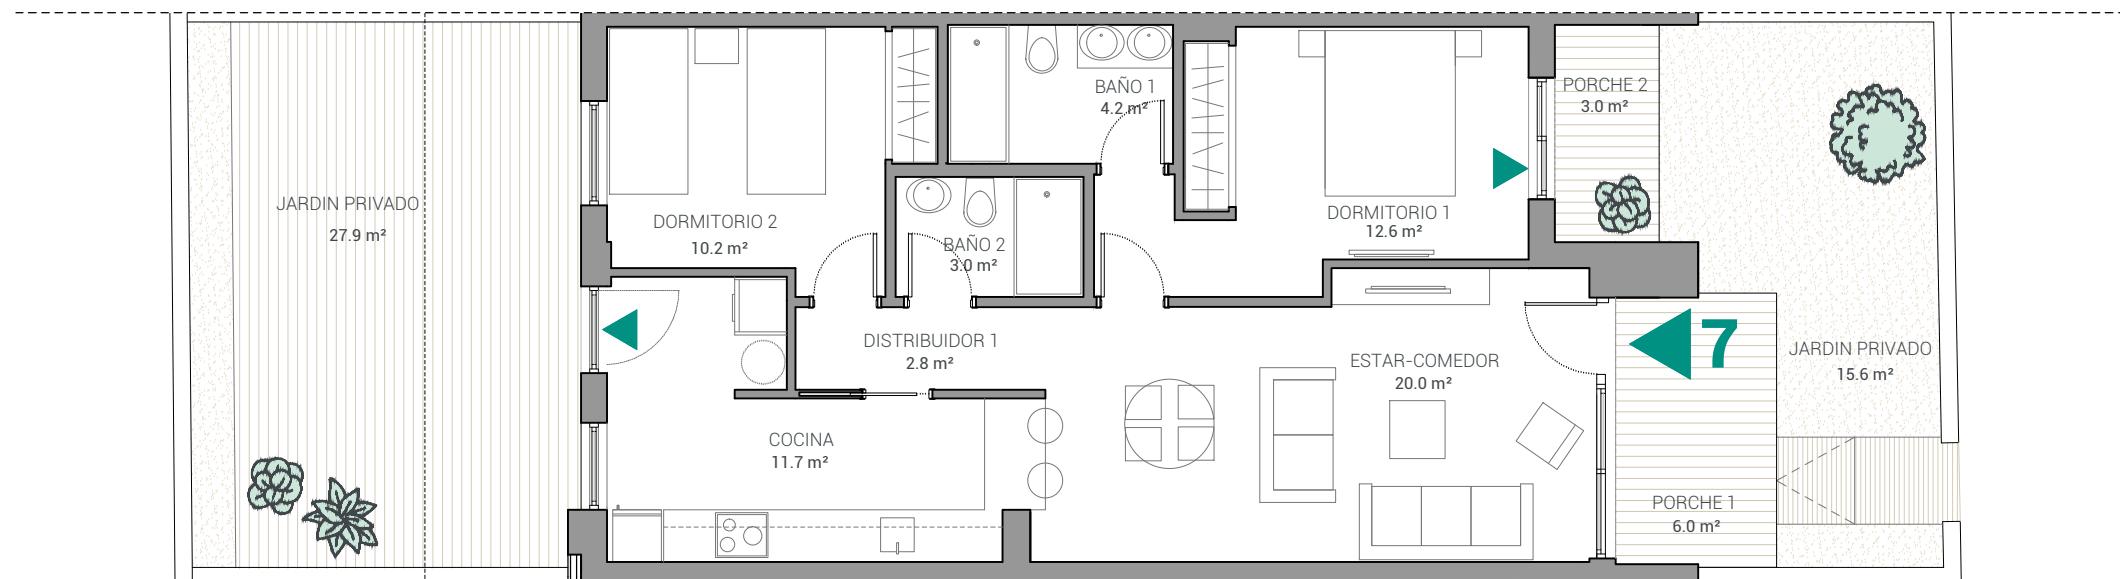 JARDIN PRIVADO
27.9 m²
DORMITORIO 2
10.2 m²
BAÑO 1
4.2 m²
BAÑO 2
3.0 m²
DORMITORIO 1
12.6 m²
PORCHE 2
3.0 m²
DISTRIBUIDOR 1
2.8 m²
COCINA
11.7 m²
ESTAR-COMEDOR
20.0 m²
7
JARDIN PRIVADO
15.6 m²
PORCHE 1
6.0 m²